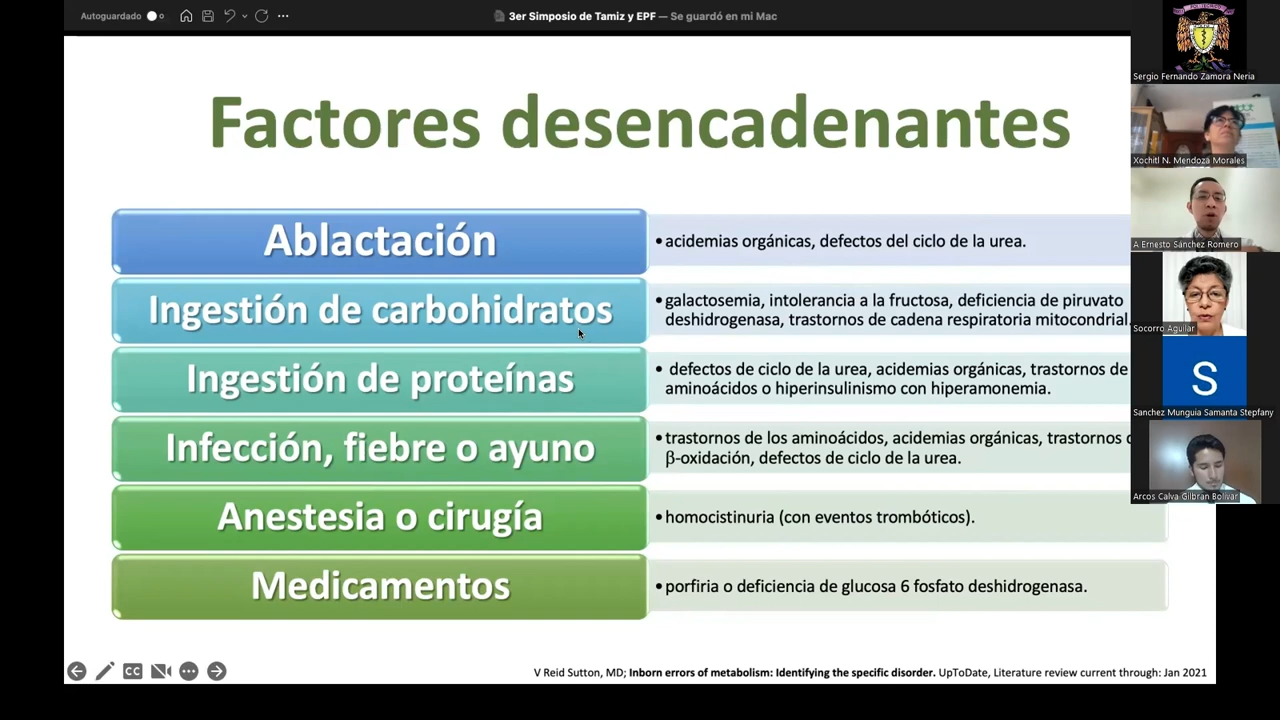 Autoguardado
3er Simposio de Tamiz y EPF — Se guardó en mi Mac
Factores desencadenantes
Ablactación
• acidemias orgánicas, defectos del ciclo de la urea.
Ingestión de carbohidratos
• galactosemia, intolerancia a la fructosa, deficiencia de piruvato
deshidrogenasa, trastornos de cadena respiratoria mitocondrial.
Ingestión de proteínas
• defectos de ciclo de la urea, acidemias orgánicas, trastornos de
aminoácidos o hiperinsulinismo con hiperamonemia.
Infección, fiebre o ayuno
• trastornos de los aminoácidos, acidemias orgánicas, trastornos
β-oxidación, defectos de ciclo de la urea.
Anestesia o cirugía
• homocistinuria (con eventos trombóticos).
Medicamentos
• porfiria o deficiencia de glucosa 6 fosfato deshidrogenasa.
CC
V Reid Sutton, MD; Inborn errors of metabolism: Identifying the specific disorder. UpToDate, Literature review current through: Jan 2021
Sergio Fernando Zamora Neria
Xochitl N. Mendoza Morales
A Ernesto Sánchez Romero
Socorro Aguilar
S
Sanchez Munguia Samanta Stepfany
Arcos Calva Gilbran Bolivar